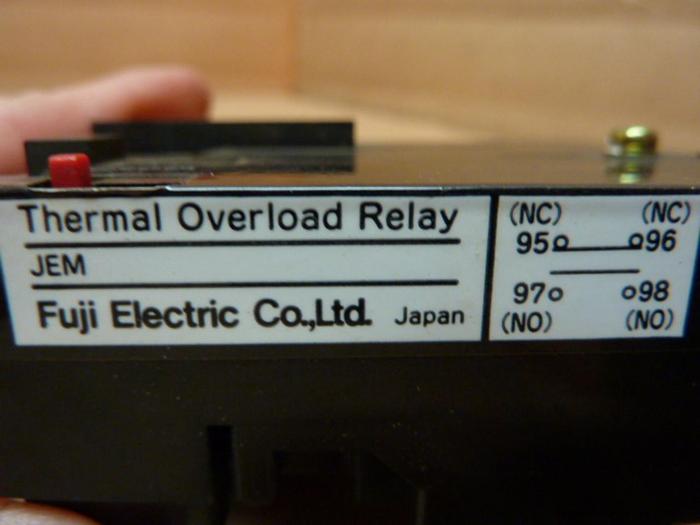 Thermal Overload Relay
JEM
Fuji Electric Co.,Ltd. Japan
(NC) (NC)
95 96
97 98
(NO) (NO)